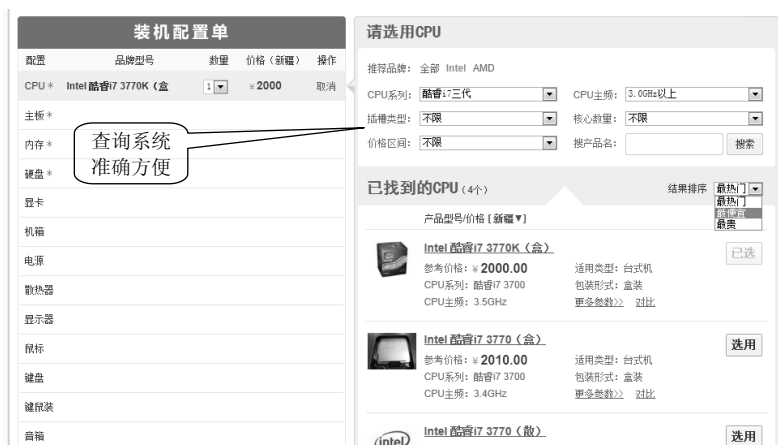 装机配置单
配置 品牌型号 数量 价格（新疆） 操作
CPU * Intel 酷睿i7 3770K（盒 1 ¥2000 取消
主板 *
内存 *
硬盘 *
显卡
机箱
电源
散热器
显示器
鼠标
键盘
键鼠装
音箱
查询系统
准确方便
请选用CPU
推荐品牌： 全部 Intel AMD
CPU系列： 酷睿i7三代 CPU主频： 3.0GHz以上
插槽类型： 不限 核心数量： 不限
价格区间： 不限 搜产品名： 搜索
已找到的CPU（4个） 结果排序 最热门
最热门
最便宜
最贵
产品型号/价格 [ 新疆▼]
Intel 酷睿i7 3770K（盒） 已选
参考价格：¥2000.00 适用类型：台式机
CPU系列：酷睿i7 3700 包装形式：盒装
CPU主频：3.5GHz 更多参数>> 对比
Intel 酷睿i7 3770（盒） 选用
参考价格：¥2010.00 适用类型：台式机
CPU系列：酷睿i7 3700 包装形式：盒装
CPU主频：3.4GHz 更多参数>> 对比
Intel 酷睿i7 3770（散） 选用
(intel)